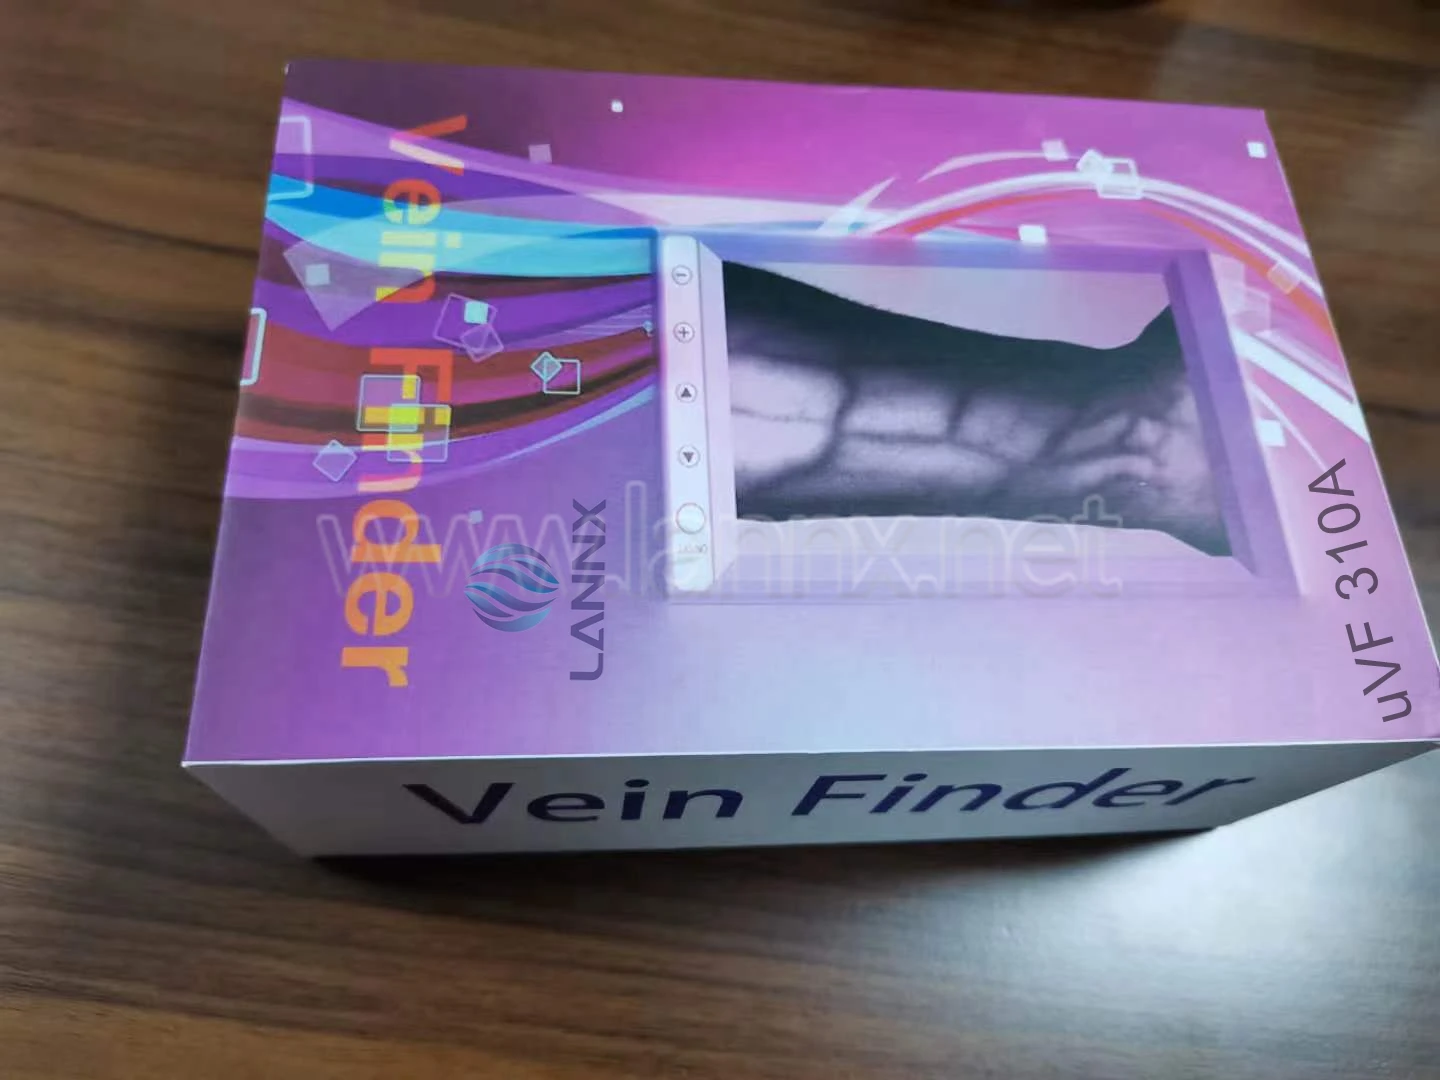 Vein Finder
LANNX
www.lannx.net
uVF 310A
Vein Finder